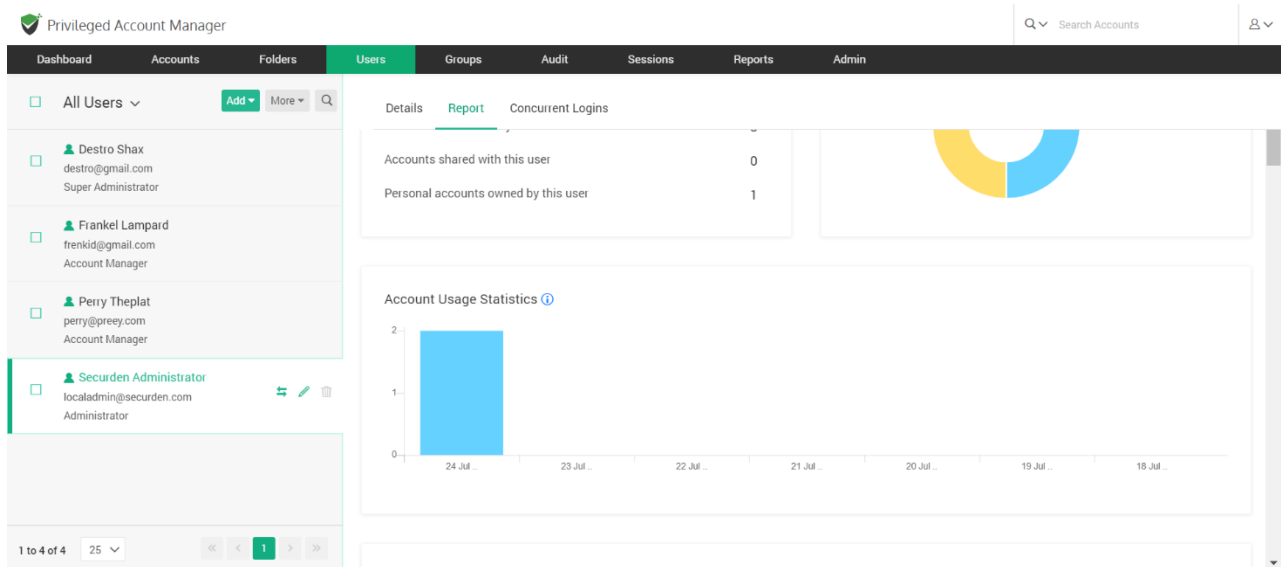 Privileged Account Manager
Search Accounts
Dashboard Accounts Folders Users Groups Audit Sessions Reports Admin
All Users
Add More
Details Report Concurrent Logins
Destro Shax
destro@gmail.com
Super Administrator
Frankel Lampard
frenkid@gmail.com
Account Manager
Perry Theplat
perry@preey.com
Account Manager
Securden Administrator
localadmin@securden.com
Administrator
1 to 4 of 4 25 « < 1 > »
Accounts shared with this user 0
Personal accounts owned by this user 1
Account Usage Statistics
2
1
0
24 Jul ... 23 Jul ... 22 Jul ... 21 Jul ... 20 Jul ... 19 Jul ... 18 Jul ...